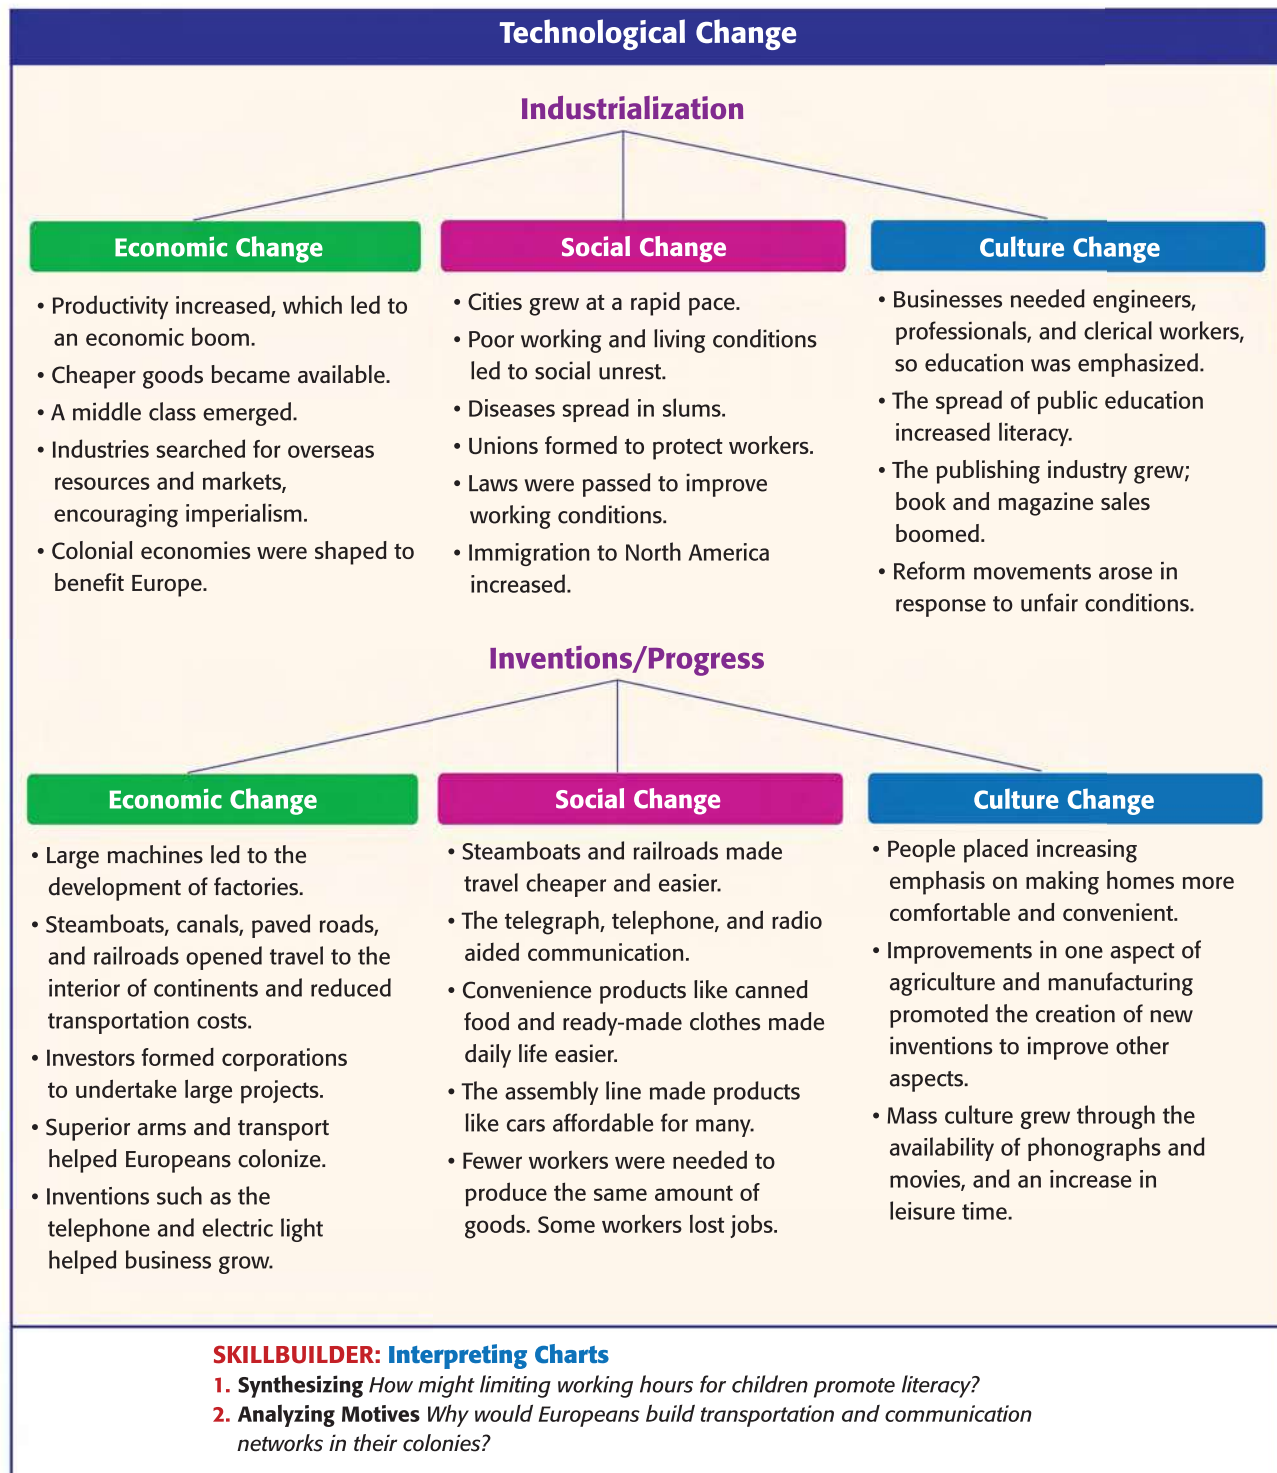 Technological Change
Industrialization
Economic Change
• Productivity increased, which led to
an economic boom.
• Cheaper goods became available.
• A middle class emerged.
• Industries searched for overseas
resources and markets,
encouraging imperialism.
• Colonial economies were shaped to
benefit Europe.
Social Change
• Cities grew at a rapid pace.
• Poor working and living conditions
led to social unrest.
• Diseases spread in slums.
• Unions formed to protect workers.
• Laws were passed to improve
working conditions.
• Immigration to North America
increased.
Culture Change
• Businesses needed engineers,
professionals, and clerical workers,
so education was emphasized.
• The spread of public education
increased literacy.
• The publishing industry grew;
book and magazine sales
boomed.
• Reform movements arose in
response to unfair conditions.
Inventions/Progress
Economic Change
• Large machines led to the
development of factories.
• Steamboats, canals, paved roads,
and railroads opened travel to the
interior of continents and reduced
transportation costs.
• Investors formed corporations
to undertake large projects.
• Superior arms and transport
helped Europeans colonize.
• Inventions such as the
telephone and electric light
helped business grow.
Social Change
• Steamboats and railroads made
travel cheaper and easier.
• The telegraph, telephone, and radio
aided communication.
• Convenience products like canned
food and ready-made clothes made
daily life easier.
• The assembly line made products
like cars affordable for many.
• Fewer workers were needed to
produce the same amount of
goods. Some workers lost jobs.
Culture Change
• People placed increasing
emphasis on making homes more
comfortable and convenient.
• Improvements in one aspect of
agriculture and manufacturing
promoted the creation of new
inventions to improve other
aspects.
• Mass culture grew through the
availability of phonographs and
movies, and an increase in
leisure time.
SKILLBUILDER: Interpreting Charts
1. Synthesizing How might limiting working hours for children promote literacy?
2. Analyzing Motives Why would Europeans build transportation and communication
networks in their colonies?